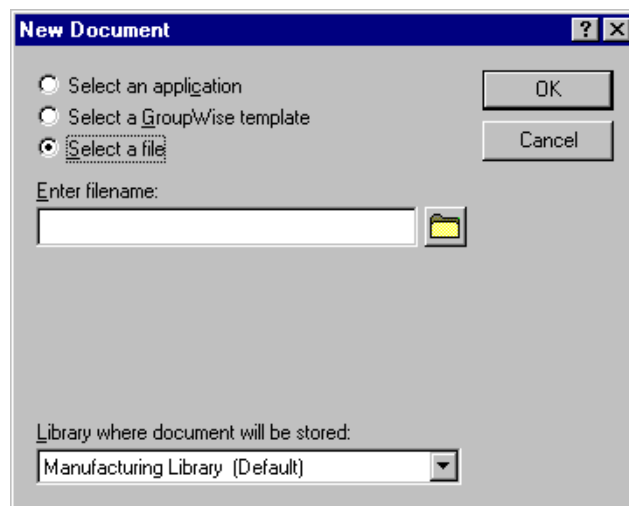 New Document
Select an application
OK
Select a GroupWise template
Cancel
Select a file
Enter filename:
Library where document will be stored:
Manufacturing Library (Default)